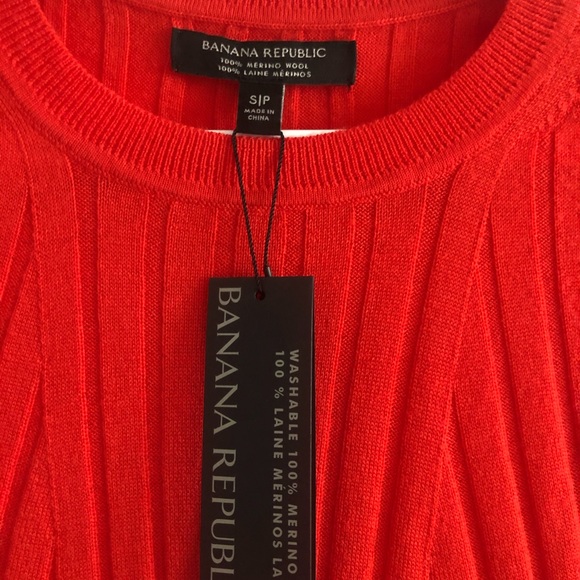 BANANA REPUBLIC
100% MERINO WOOL
100% LAINE MÉRINOS
S|P
MADE IN
CHINA
BANANA REPUBLIC
WASHABLE 100% MERINO
100 % LAINE MÉRINOS LA